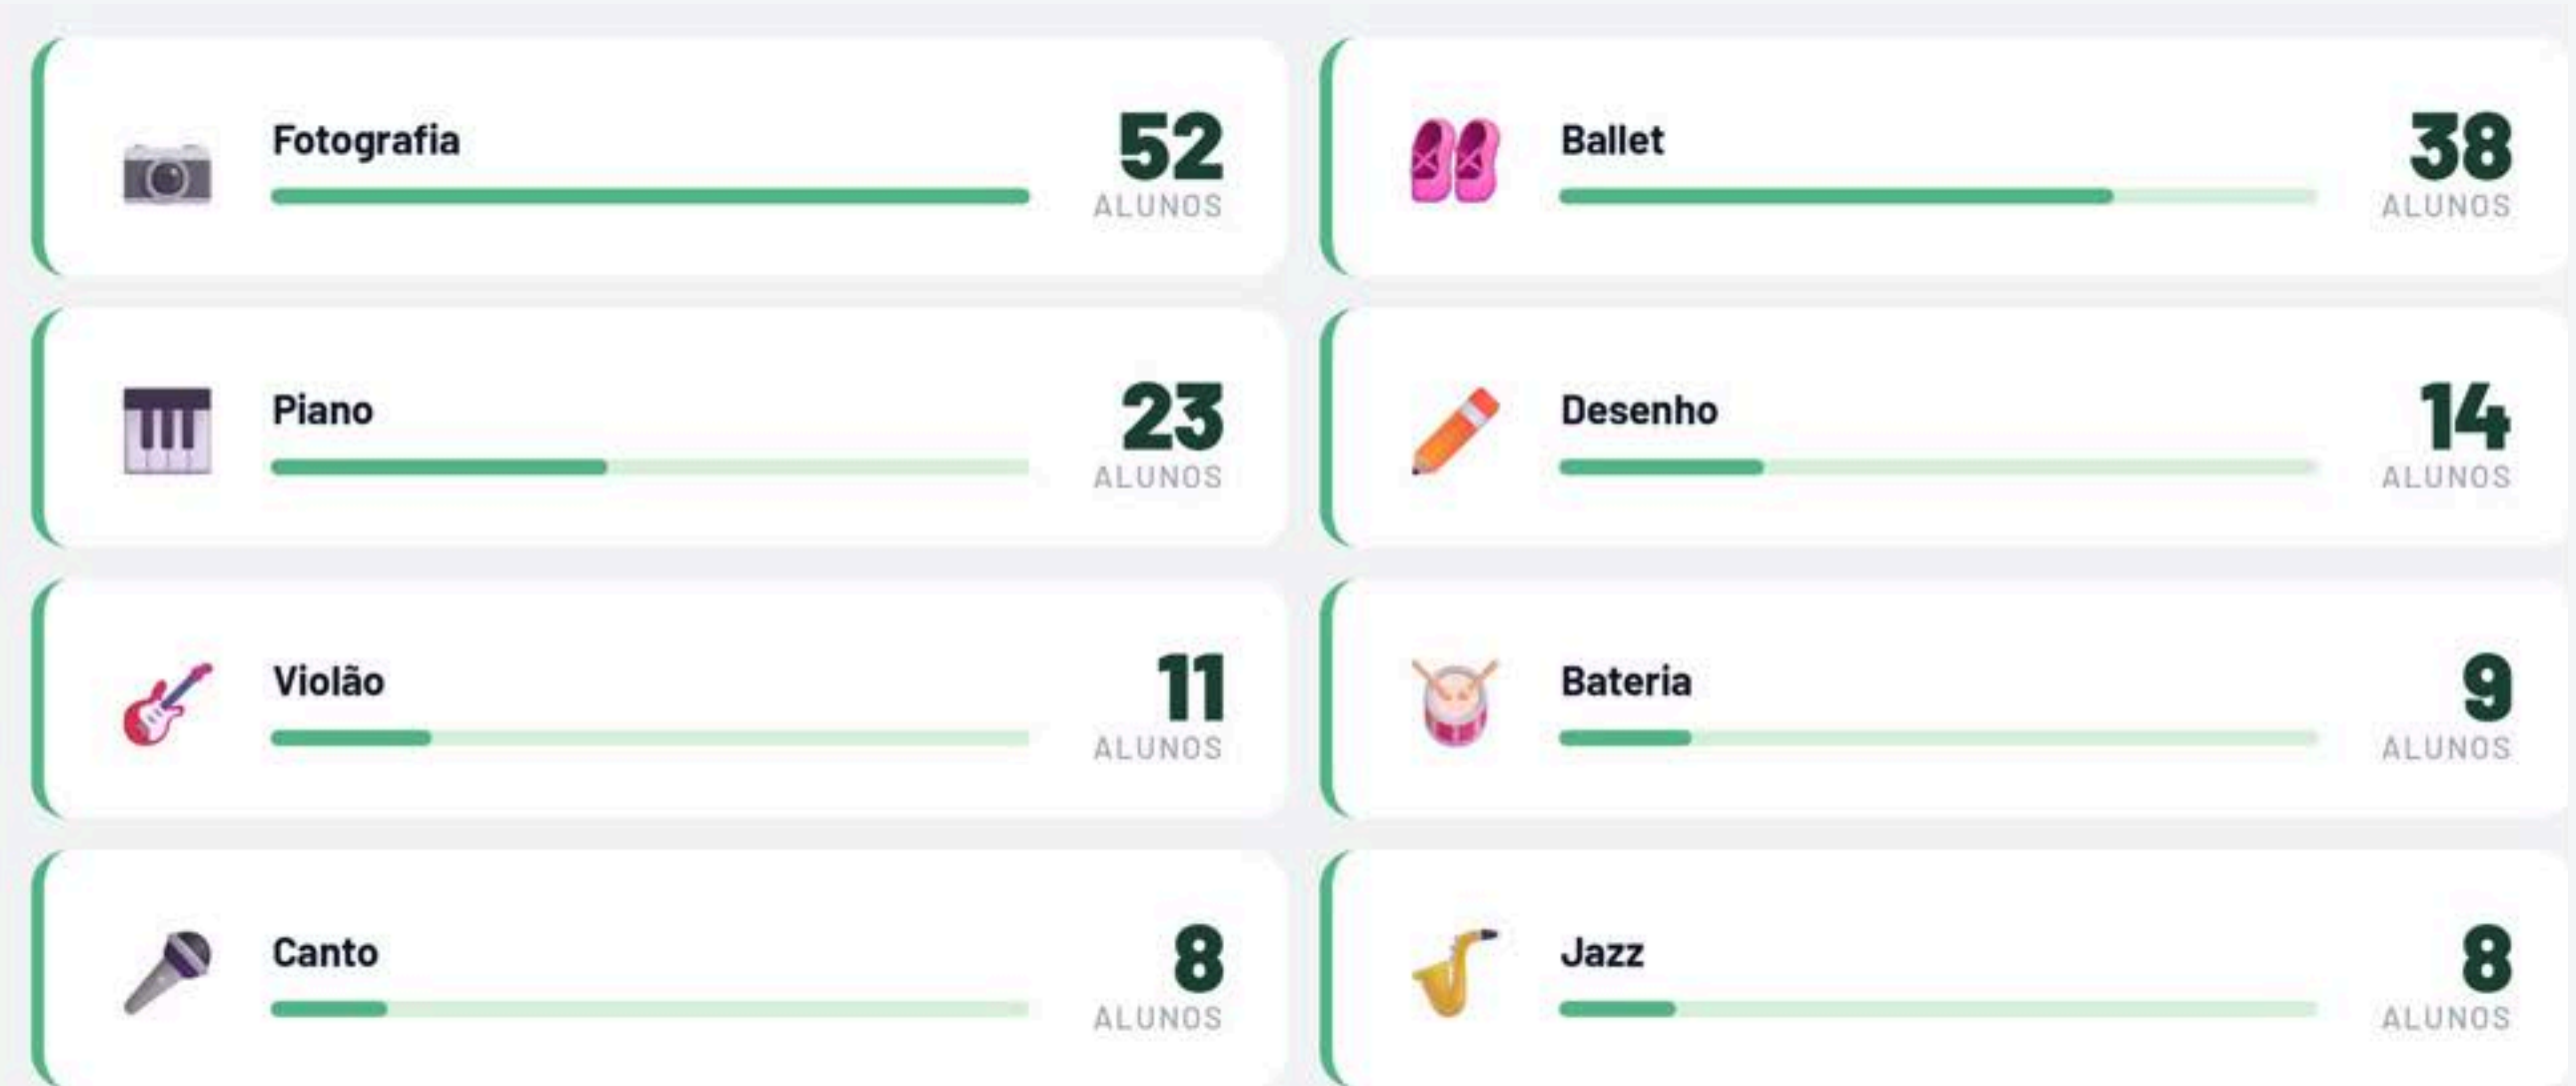 Fotografia
52
ALUNOS
Ballet
38
ALUNOS
Piano
23
ALUNOS
Desenho
14
ALUNOS
Violão
11
ALUNOS
Bateria
9
ALUNOS
Canto
8
ALUNOS
Jazz
8
ALUNOS